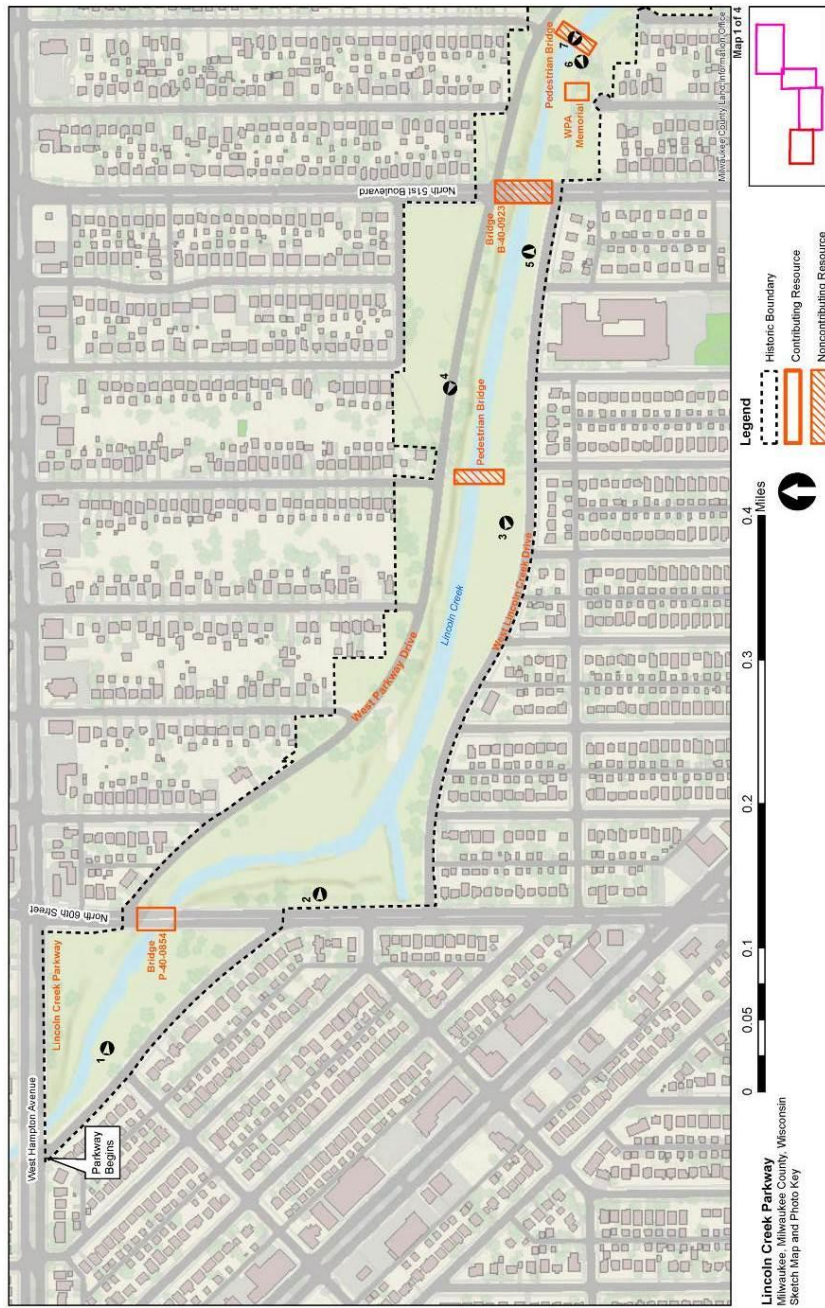 West Hampton Avenue
Parkway
Begins
Lincoln Creek Parkway
1
Bridge
P-40-0854
North 60th Street
2
West Parkway Drive
Lincoln Creek
West Lincoln Creek Drive
3
Pedestrian Bridge
4
5
Bridge
B-40-0923
North 51st Boulevard
WPA
Memorial
Pedestrian Bridge
6
7
Milwaukee County Land Information Office
Lincoln Creek Parkway
Milwaukee, Milwaukee County, Wisconsin
Sketch Map and Photo Key
0 0.05 0.1 0.2 0.3 0.4
Miles
Legend
Historic Boundary
Contributing Resource
Noncontributing Resource
Map 1 of 4